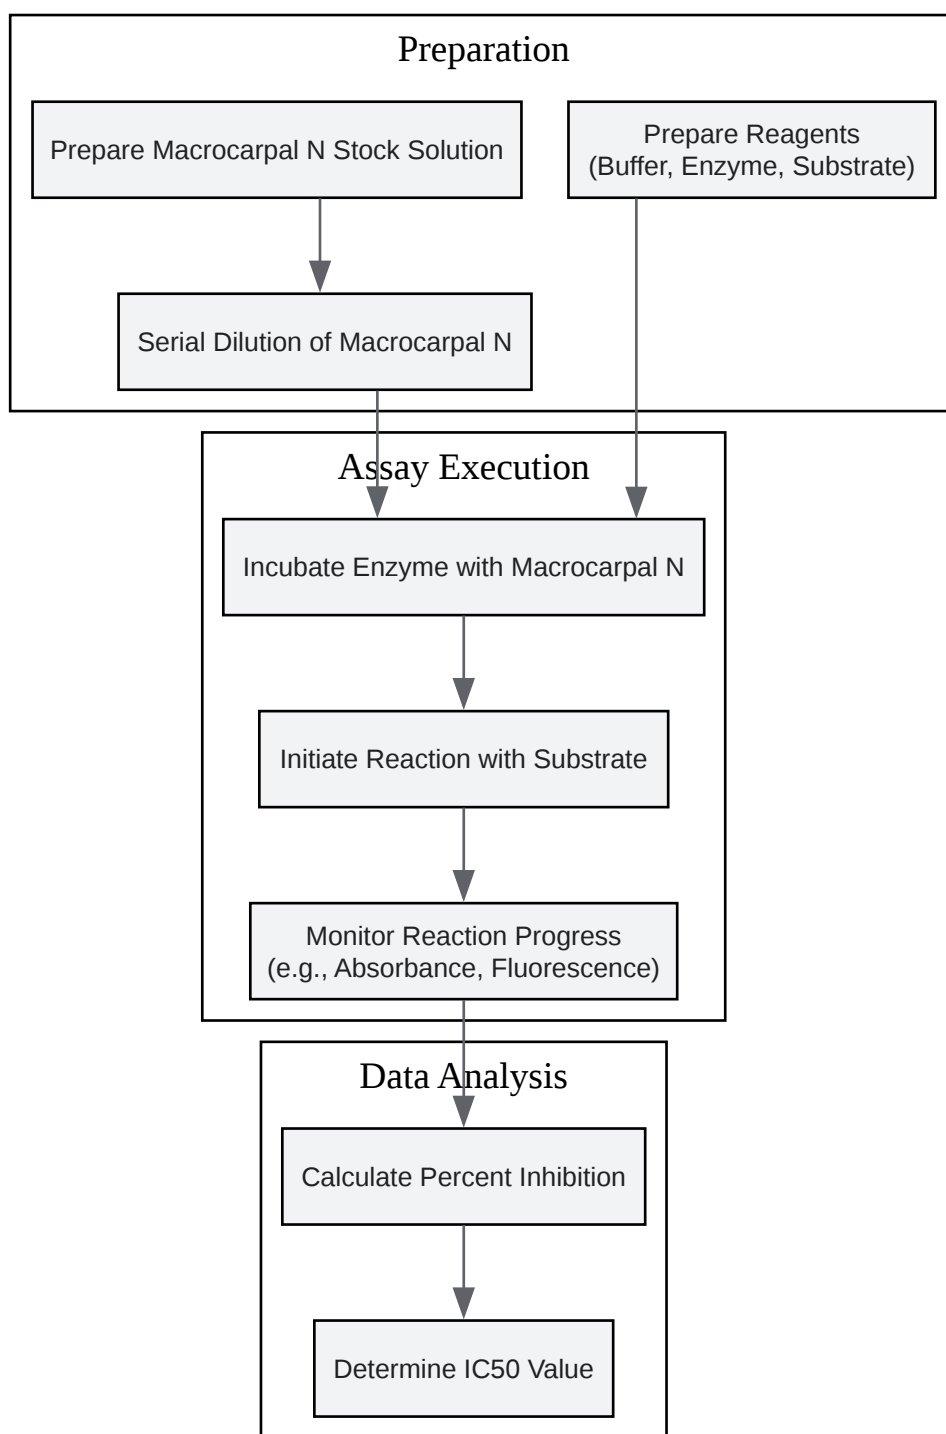 Preparation
Prepare Macrocarpal N Stock Solution
Prepare Reagents
(Buffer, Enzyme, Substrate)
Serial Dilution of Macrocarpal N
Assay Execution
Incubate Enzyme with Macrocarpal N
Initiate Reaction with Substrate
Monitor Reaction Progress
(e.g., Absorbance, Fluorescence)
Data Analysis
Calculate Percent Inhibition
Determine IC50 Value